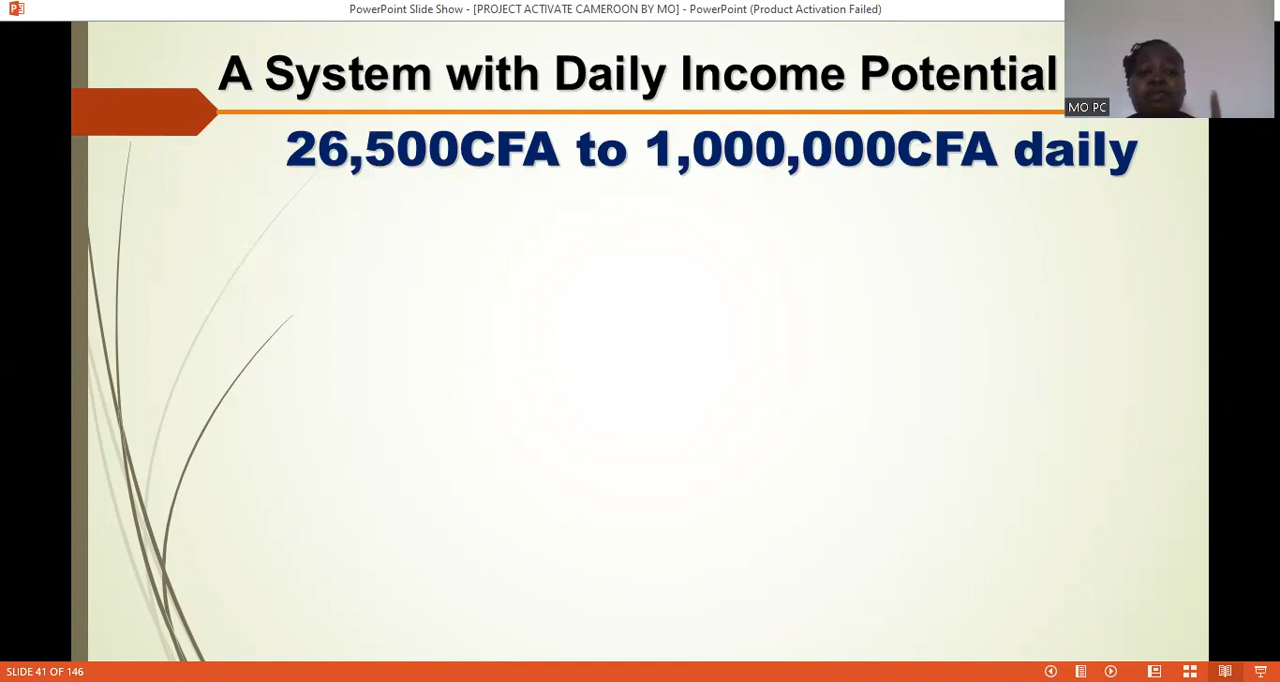 PowerPoint Slide Show - [PROJECT ACTIVATE CAMEROON BY MO] - PowerPoint (Product Activation Failed)
A System with Daily Income Potential
MO PC
26,500CFA to 1,000,000CFA daily
SLIDE 41 OF 146